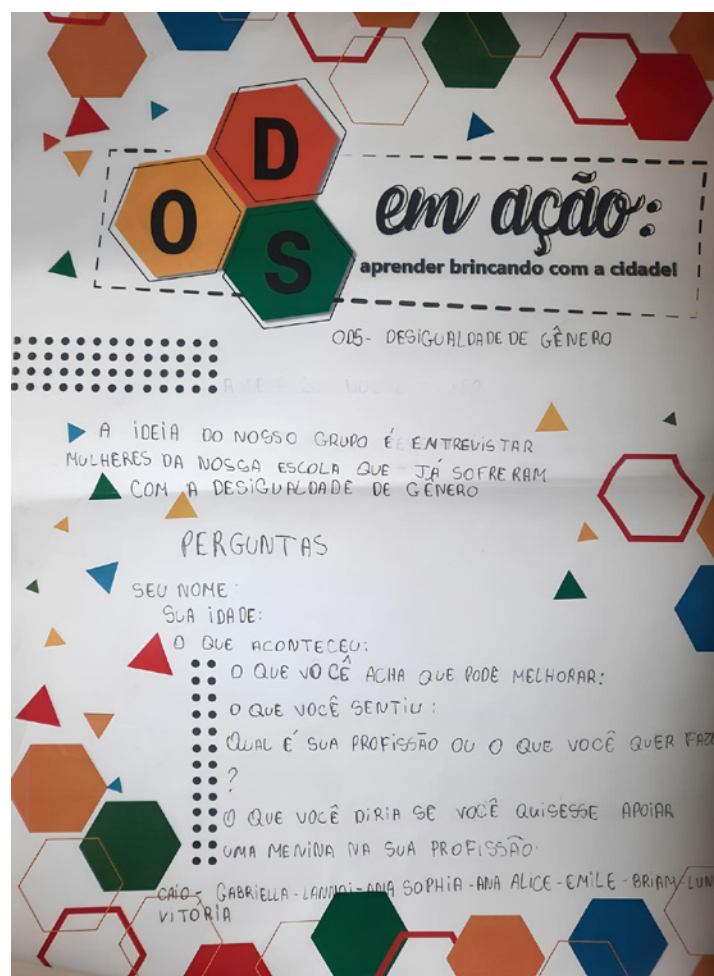 ODS
em ação:
aprender brincando com a cidade!
ODS- DESIGUALDADE DE GÊNERO
A IDEIA DO NOSSO GRUPO É ENTREVISTAR
MULHERES DA NOSSA ESCOLA QUE JÁ SOFRERAM
COM A DESIGUALDADE DE GÊNERO
PERGUNTAS
SEU NOME:
SUA IDADE:
O QUE ACONTECEU:
O QUE VOCÊ ACHA QUE PODE MELHORAR:
O QUE VOCÊ SENTIU:
QUAL É SUA PROFISSÃO OU O QUE VOCÊ QUER
?
O QUE VOCÊ DIRIA SE VOCÊ QUISESSE APOIAR
UMA MENINA NA SUA PROFISSÃO.
CAIO - GABRIELLA - ANA SOPHIA - ANA ALICE - EMILE - BRIAM
VITORIA